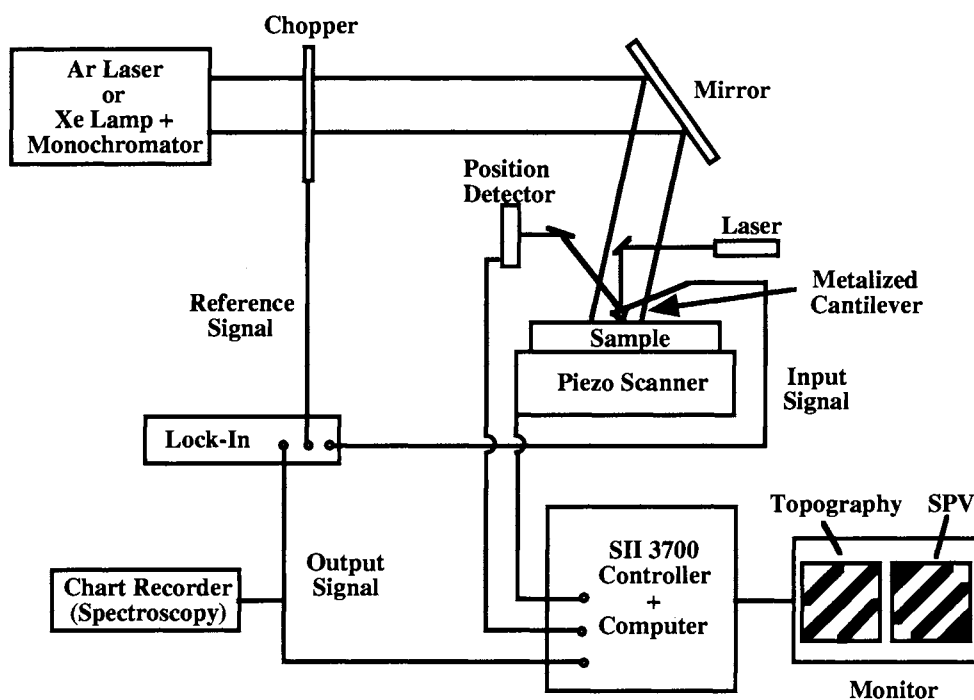 Chopper
Ar Laser
or
Xe Lamp +
Monochromator
Mirror
Position
Detector
Laser
Reference
Signal
Metalized
Cantilever
Sample
Piezo Scanner
Input
Signal
Lock-In
Topography
SPV
SII 3700
Controller
+
Computer
Output
Signal
Chart Recorder
(Spectroscopy)
Monitor